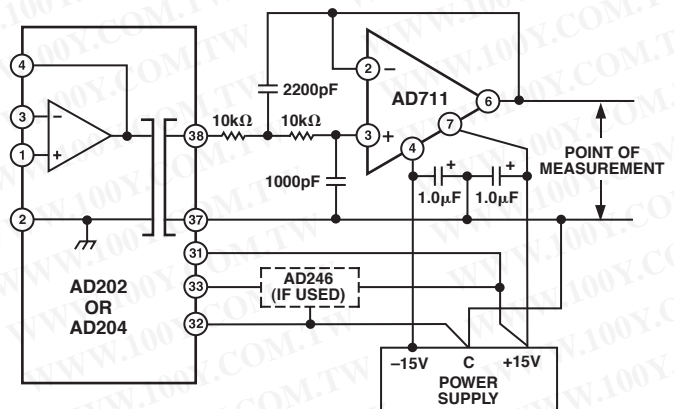 4
3
1
2
−
+
AD202
OR
AD204
38
37
31
33
32
10kΩ
10kΩ
2200pF
1000pF
2
−
3
+
AD711
6
7
4
+
1.0µF
+
1.0µF
POINT OF
MEASUREMENT
AD246
(IF USED)
−15V
C
+15V
POWER
SUPPLY
WWW.100Y.COM.TW